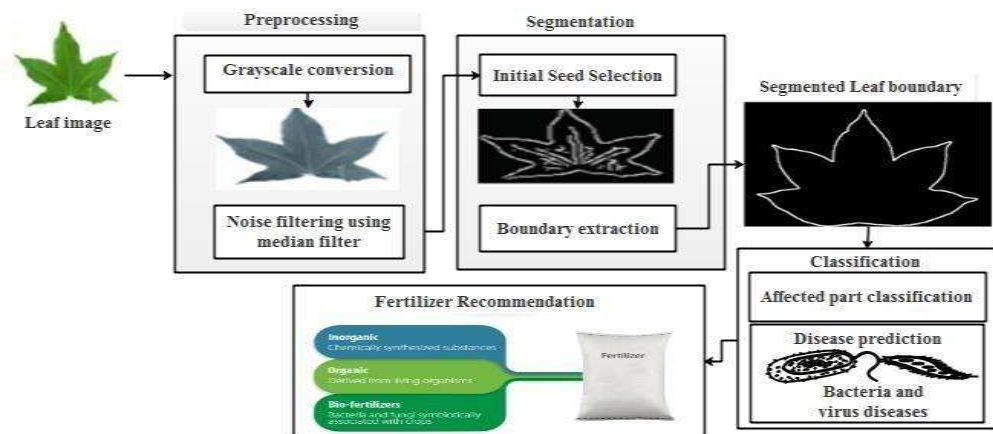 Preprocessing
Grayscale conversion
Noise filtering using
median filter
Leaf image
Segmentation
Initial Seed Selection
Boundary extraction
Segmented Leaf boundary
Classification
Affected part classification
Disease prediction
Bacteria and
virus diseases
Fertilizer Recommendation
Inorganic
Chemically synthesized substances
Organic
Derived from living organisms
Bio-fertilizers
Bacteria and fungi symbiotically
associated with crops
Fertilizer